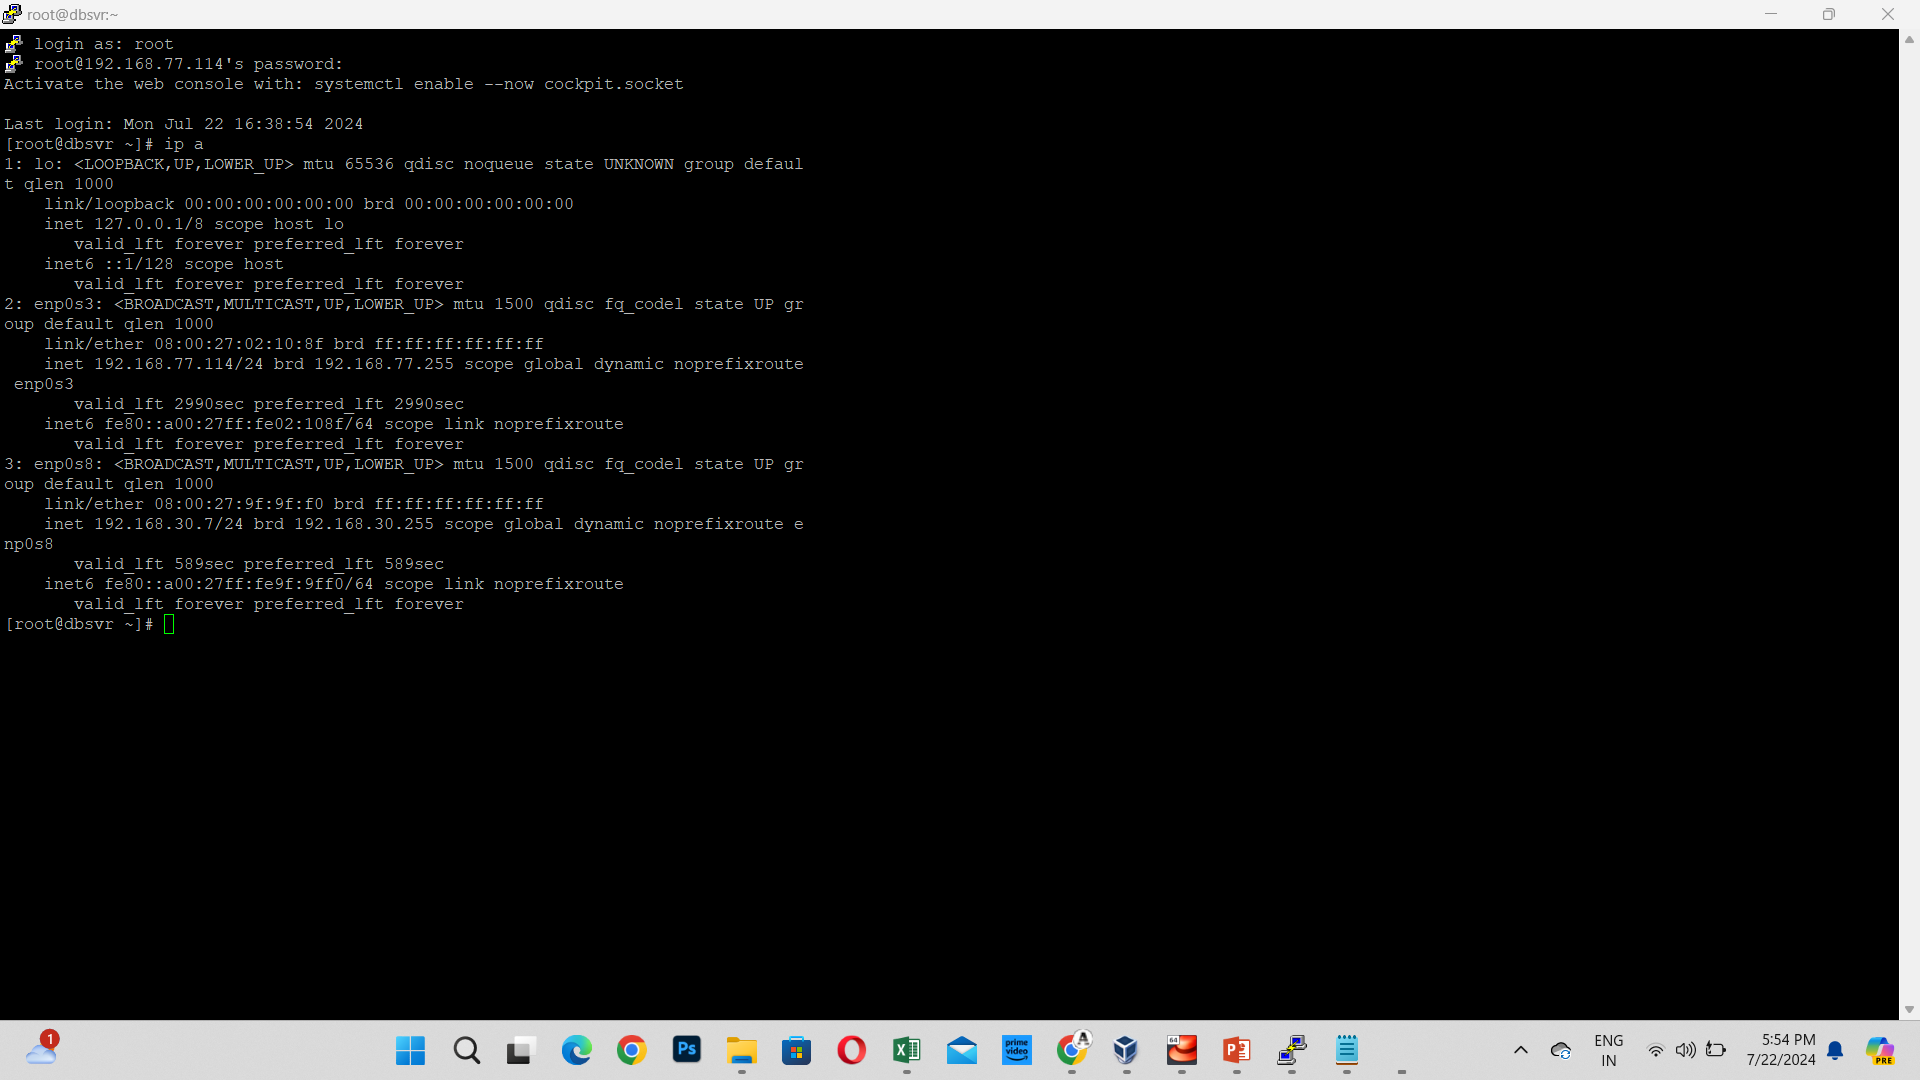 root@dbsvr:~
login as: root
root@192.168.77.114's password:
Activate the web console with: systemctl enable --now cockpit.socket
Last login: Mon Jul 22 16:38:54 2024
[root@dbsvr ~]# ip a
1: lo: <LOOPBACK,UP,LOWER_UP> mtu 65536 qdisc noqueue state UNKNOWN group defaul
t qlen 1000
    link/loopback 00:00:00:00:00:00 brd 00:00:00:00:00:00
    inet 127.0.0.1/8 scope host lo
       valid_lft forever preferred_lft forever
    inet6 ::1/128 scope host
       valid_lft forever preferred_lft forever
2: enp0s3: <BROADCAST,MULTICAST,UP,LOWER_UP> mtu 1500 qdisc fq_codel state UP gr
oup default qlen 1000
    link/ether 08:00:27:02:10:8f brd ff:ff:ff:ff:ff:ff
    inet 192.168.77.114/24 brd 192.168.77.255 scope global dynamic noprefixroute
 enp0s3
       valid_lft 2990sec preferred_lft 2990sec
    inet6 fe80::a00:27ff:fe02:108f/64 scope link noprefixroute
       valid_lft forever preferred_lft forever
3: enp0s8: <BROADCAST,MULTICAST,UP,LOWER_UP> mtu 1500 qdisc fq_codel state UP gr
oup default qlen 1000
    link/ether 08:00:27:9f:9f:f0 brd ff:ff:ff:ff:ff:ff
    inet 192.168.30.7/24 brd 192.168.30.255 scope global dynamic noprefixroute e
np0s8
       valid_lft 589sec preferred_lft 589sec
    inet6 fe80::a00:27ff:fe9f:9ff0/64 scope link noprefixroute
       valid_lft forever preferred_lft forever
[root@dbsvr ~]#
1
Ps
prime video
A
64
ENG
IN
5:54 PM
7/22/2024
PRE